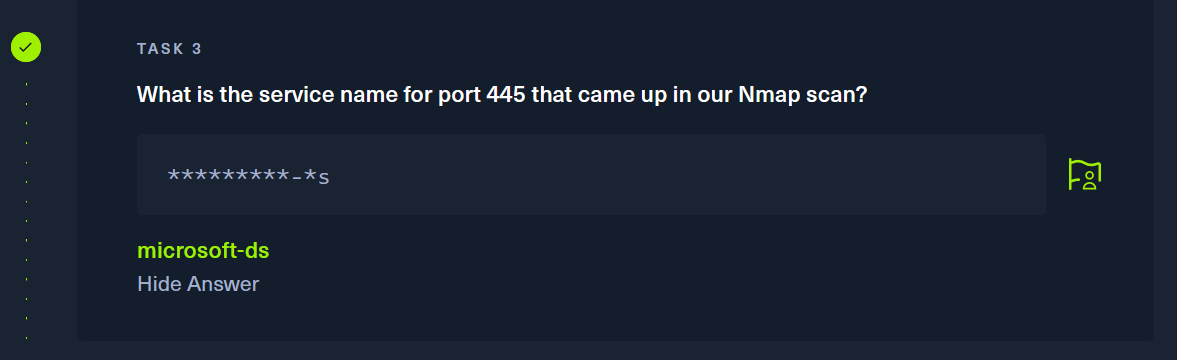 TASK 3
What is the service name for port 445 that came up in our Nmap scan?
*********-*s
microsoft-ds
Hide Answer